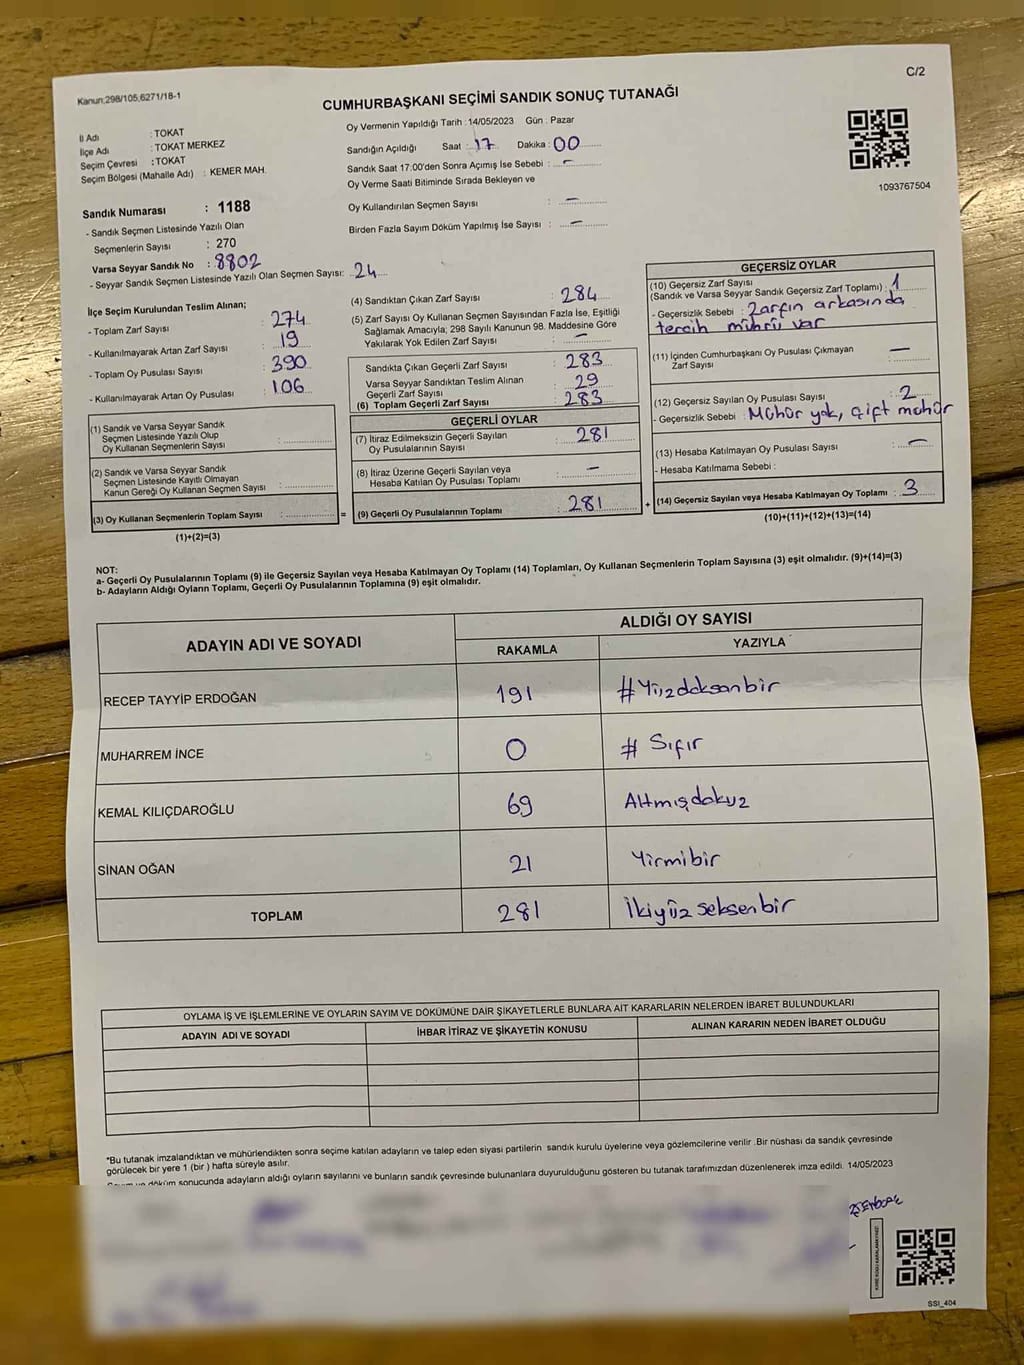 Kanun:298/105,6271/18-1
C/2
CUMHURBAŞKANI SEÇİMİ SANDIK SONUÇ TUTANAĞI
İl Adı : TOKAT
İlçe Adı : TOKAT MERKEZ
Seçim Çevresi : TOKAT
Seçim Bölgesi (Mahalle Adı) : KEMER MAH.
Oy Vermenin Yapıldığı Tarih : 14/05/2023 Gün : Pazar
Sandığın Açıldığı Saat : 17 Dakika : 00
Sandık Saat 17:00'den Sonra Açımış İse Sebebi : -
Oy Verme Saati Bitiminde Sırada Bekleyen ve
Oy Kullandırılan Seçmen Sayısı : -
Birden Fazla Sayım Döküm Yapılmış İse Sayısı : -
1093767504
Sandık Numarası : 1188
- Sandık Seçmen Listesinde Yazılı Olan
Seçmenlerin Sayısı : 270
Varsa Seyyar Sandık No : 8802
- Seyyar Sandık Seçmen Listesinde Yazılı Olan Seçmen Sayısı: 24
İlçe Seçim Kurulundan Teslim Alınan;
- Toplam Zarf Sayısı : 274
- Kullanılmayarak Artan Zarf Sayısı : 19
- Toplam Oy Pusulası Sayısı : 390
- Kullanılmayarak Artan Oy Pusulası : 106
(1) Sandık ve Varsa Seyyar Sandık
Seçmen Listesinde Yazılı Olup
Oy Kullanan Seçmenlerin Sayısı :
(2) Sandık ve Varsa Seyyar Sandık
Seçmen Listesinde Kayıtlı Olmayan
Kanun Gereği Oy Kullanan Seçmen Sayısı :
(3) Oy Kullanan Seçmenlerin Toplam Sayısı :
(1)+(2)=(3)
=
(4) Sandıktan Çıkan Zarf Sayısı : 284
(5) Zarf Sayısı Oy Kullanan Seçmen Sayısından Fazla İse, Eşitliği
Sağlamak Amacıyla; 298 Sayılı Kanunun 98. Maddesine Göre
Yakılarak Yok Edilen Zarf Sayısı : -
Sandıkta Çıkan Geçerli Zarf Sayısı : 283
Varsa Seyyar Sandıktan Teslim Alınan
Geçerli Zarf Sayısı : 29
(6) Toplam Geçerli Zarf Sayısı : 283
GEÇERLİ OYLAR
(7) İtiraz Edilmeksizin Geçerli Sayılan
Oy Pusulalarının Sayısı : 281
(8) İtiraz Üzerine Geçerli Sayılan veya
Hesaba Katılan Oy Pusulası Toplamı : -
(9) Geçerli Oy Pusulalarının Toplamı : 281
+
GEÇERSİZ OYLAR
(10) Geçersiz Zarf Sayısı
(Sandık ve Varsa Seyyar Sandık Geçersiz Zarf Toplamı) : 1
- Geçersizlik Sebebi : Zarfın arkasında
tercih mührü var
(11) İçinden Cumhurbaşkanı Oy Pusulası Çıkmayan
Zarf Sayısı : -
(12) Geçersiz Sayılan Oy Pusulası Sayısı : 2
- Geçersizlik Sebebi : Mühür yok, çift mühür
(13) Hesaba Katılmayan Oy Pusulası Sayısı : -
- Hesaba Katılmama Sebebi :
(14) Geçersiz Sayılan veya Hesaba Katılmayan Oy Toplamı : 3
(10)+(11)+(12)+(13)=(14)
NOT:
a- Geçerli Oy Pusulalarının Toplamı (9) ile Geçersiz Sayılan veya Hesaba Katılmayan Oy Toplamı (14) Toplamları, Oy Kullanan Seçmenlerin Toplam Sayısına (3) eşit olmalıdır. (9)+(14)=(3)
b- Adayların Aldığı Oyların Toplamı, Geçerli Oy Pusulalarının Toplamına (9) eşit olmalıdır.
ADAYIN ADI VE SOYADI
ALDIĞI OY SAYISI
RAKAMLA YAZIYLA
RECEP TAYYİP ERDOĞAN 191 #Yüzdoksanbir
MUHARREM İNCE 0 # Sıfır
KEMAL KILIÇDAROĞLU 69 Altmışdokuz
SİNAN OĞAN 21 Yirmibir
TOPLAM 281 İkiyüzseksenbir
OYLAMA İŞ VE İŞLEMLERİNE VE OYLARIN SAYIM VE DÖKÜMÜNE DAİR ŞİKAYETLERLE BUNLARA AİT KARARLARIN NELERDEN İBARET BULUNDUKLARI
ADAYIN ADI VE SOYADI İHBAR İTİRAZ VE ŞİKAYETİN KONUSU ALINAN KARARIN NEDEN İBARET OLDUĞU
*Bu tutanak imzalandıktan ve mühürlendikten sonra seçime katılan adayların ve talep eden siyasi partilerin sandık kurulu üyelerine veya gözlemcilerine verilir .Bir nüshası da sandık çevresinde
görülecek bir yere 1 (bir ) hafta süreyle asılır.
Sayım ve döküm sonucunda adayların aldığı oyların sayılarını ve bunların sandık çevresinde bulunanlara duyurulduğunu gösteren bu tutanak tarafımızdan düzenlenerek imza edildi. 14/05/2023
SSI_404